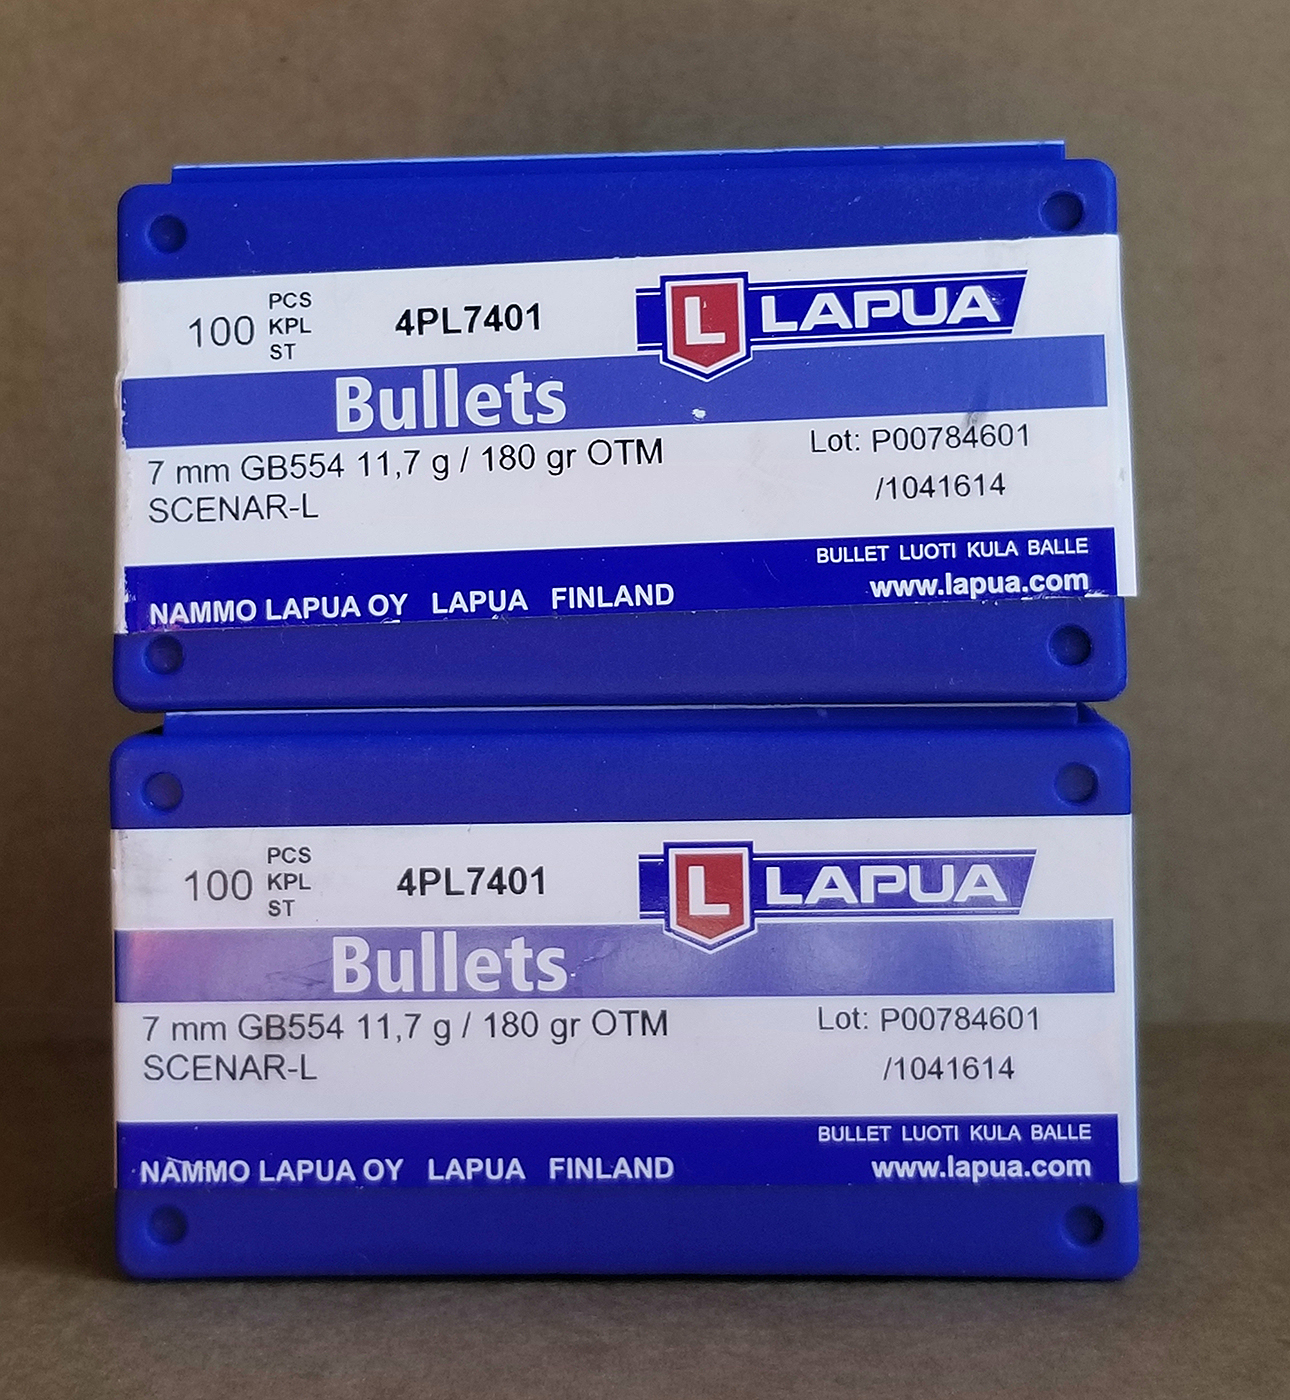 100 PCS
KPL
ST
4PL7401
L LAPUA
Bullets
7 mm GB554 11,7 g / 180 gr OTM
SCENAR-L
Lot: P00784601
/1041614
BULLET LUOTI KULA BALLE
www.lapua.com
NAMMO LAPUA OY LAPUA FINLAND
100 PCS
KPL
ST
4PL7401
L LAPUA
Bullets
7 mm GB554 11,7 g / 180 gr OTM
SCENAR-L
Lot: P00784601
/1041614
BULLET LUOTI KULA BALLE
www.lapua.com
NAMMO LAPUA OY LAPUA FINLAND